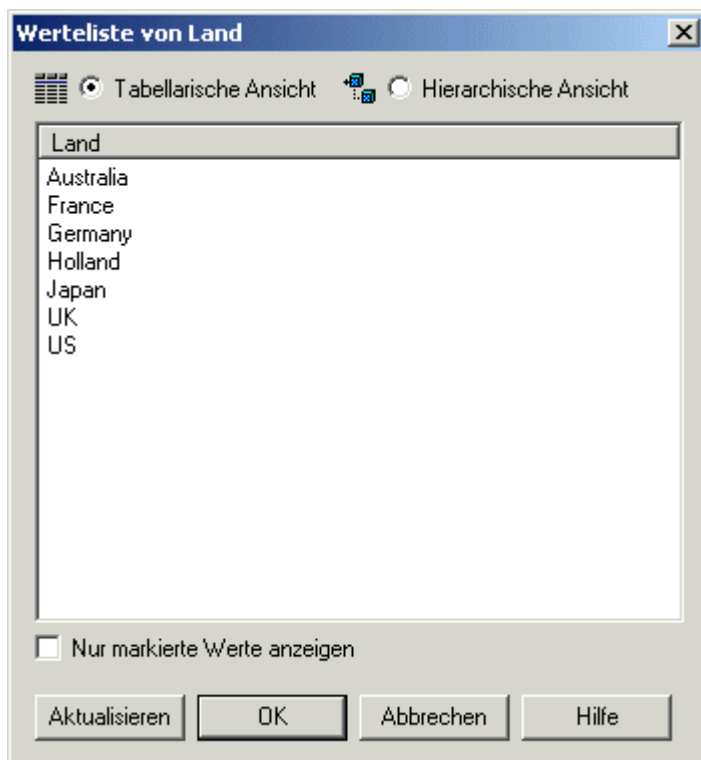 Werteliste von Land
Tabellarische Ansicht Hierarchische Ansicht
Land
Australia
France
Germany
Holland
Japan
UK
US
Nur markierte Werte anzeigen
Aktualisieren OK Abbrechen Hilfe